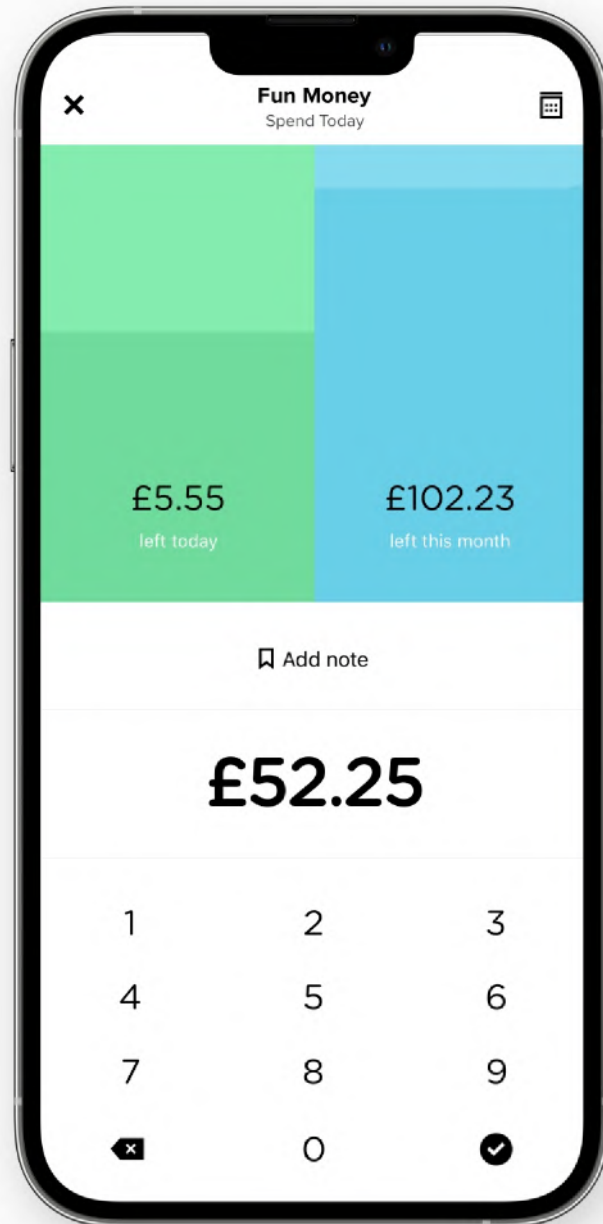 Fun Money
Spend Today
£5.55
left today
£102.23
left this month
Add note
£52.25
1 2 3
4 5 6
7 8 9
0